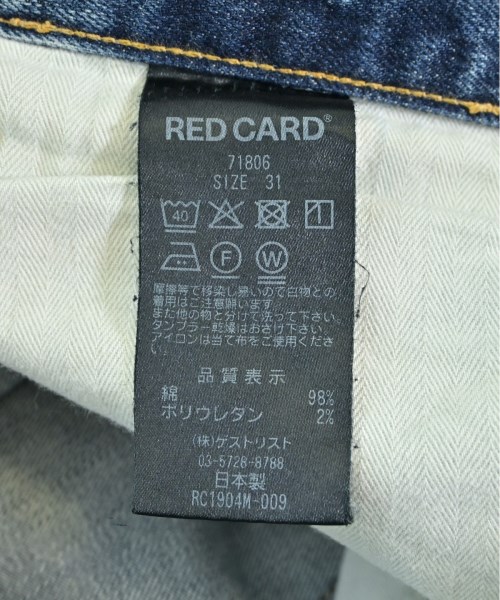 RED CARD®
71806
SIZE 31
40
F W
摩擦等で移染し易いので白物との
着用はご注意願います。
また他の物と分けて洗って下さい。
タンブラー乾燥はおさけ下さい。
アイロンは当て布をご使用くださ
い。
品質表示
綿 98%
ポリウレタン 2%
(株)ゲストリスト
03-5728-8788
日本製
RC1904M-009